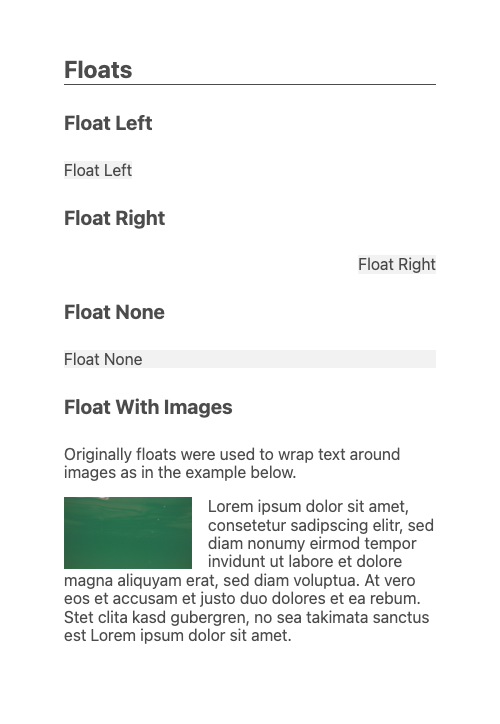 Floats
Float Left
Float Left
Float Right
Float Right
Float None
Float None
Float With Images
Originally floats were used to wrap text around
images as in the example below.
Lorem ipsum dolor sit amet,
consetetur sadipscing elitr, sed
diam nonumy eirmod tempor
invidunt ut labore et dolore
magna aliquyam erat, sed diam voluptua. At vero
eos et accusam et justo duo dolores et ea rebum.
Stet clita kasd gubergren, no sea takimata sanctus
est Lorem ipsum dolor sit amet.